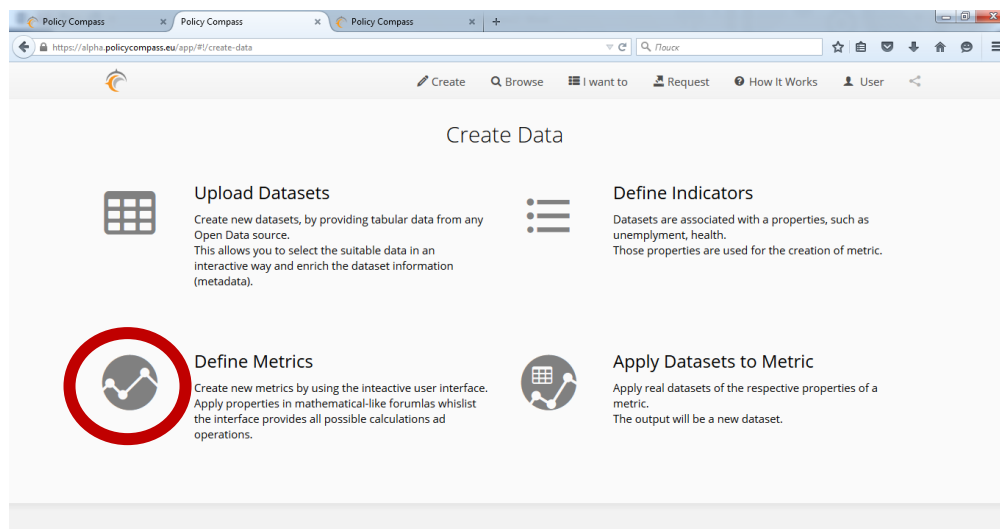 Policy Compass
Policy Compass
Policy Compass
https://alpha.policycompass.eu/app/#!/create-data
Поиск
Create
Browse
I want to
Request
How It Works
User
Create Data
Upload Datasets
Create new datasets, by providing tabular data from any
Open Data source.
This allows you to select the suitable data in an
interactive way and enrich the dataset information
(metadata).
Define Indicators
Datasets are associated with a properties, such as
unemplyment, health.
Those properties are used for the creation of metric.
Define Metrics
Create new metrics by using the inteactive user interface.
Apply properties in mathematical-like forumlas whislist
the interface provides all possible calculations ad
operations.
Apply Datasets to Metric
Apply real datasets of the respective properties of a
metric.
The output will be a new dataset.